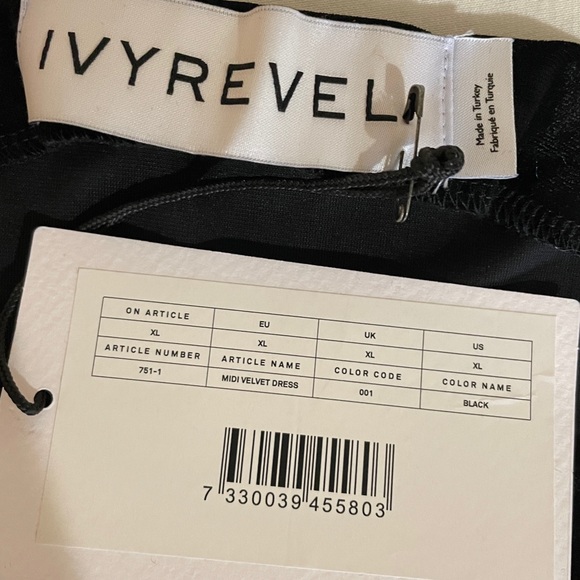 IVYREVEL
Made in Turkey
Fabriqué en Turquie
ON ARTICLE EU UK US
XL XL XL XL
ARTICLE NUMBER ARTICLE NAME COLOR CODE COLOR NAME
751-1 MIDI VELVET DRESS 001 BLACK
7 330039 455803